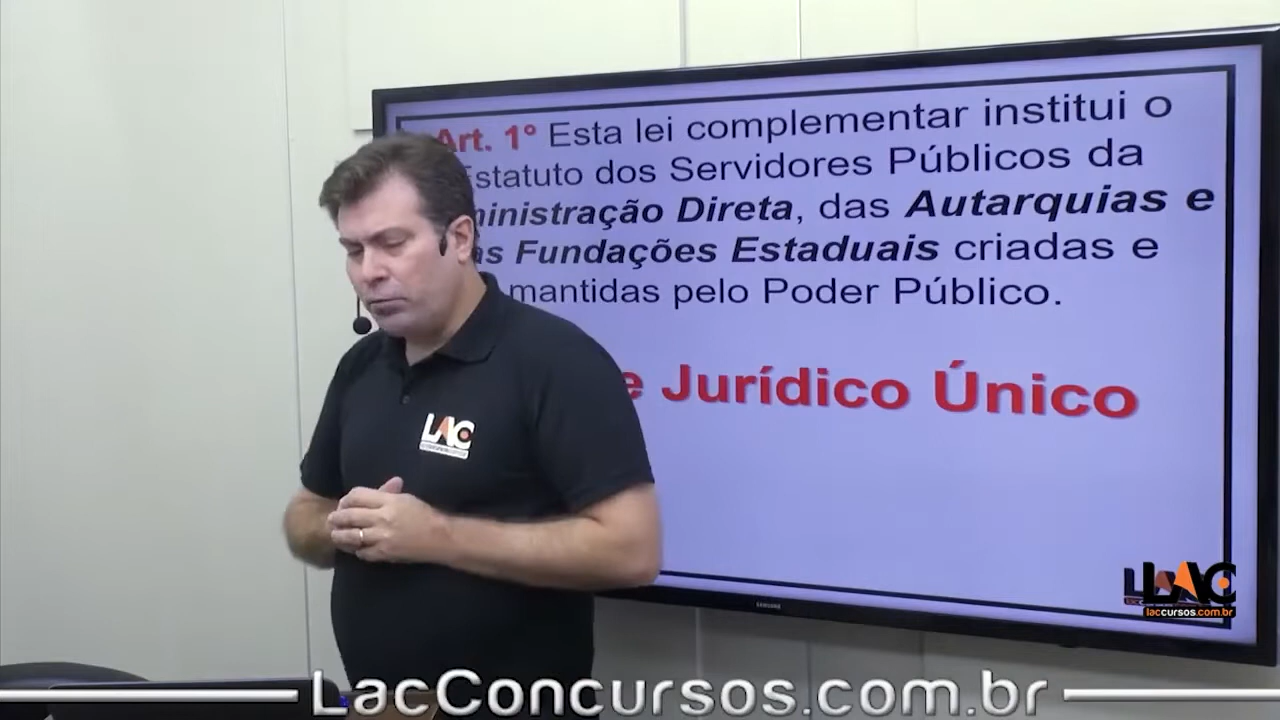 Art. 1º Esta lei complementar institui o
Estatuto dos Servidores Públicos da
ministração Direta, das Autarquias e
as Fundações Estaduais criadas e
mantidas pelo Poder Público.
e Jurídico Único
LAC
SAMSUNG
LAC
laccursos.com.br
LacConcursos.com.br